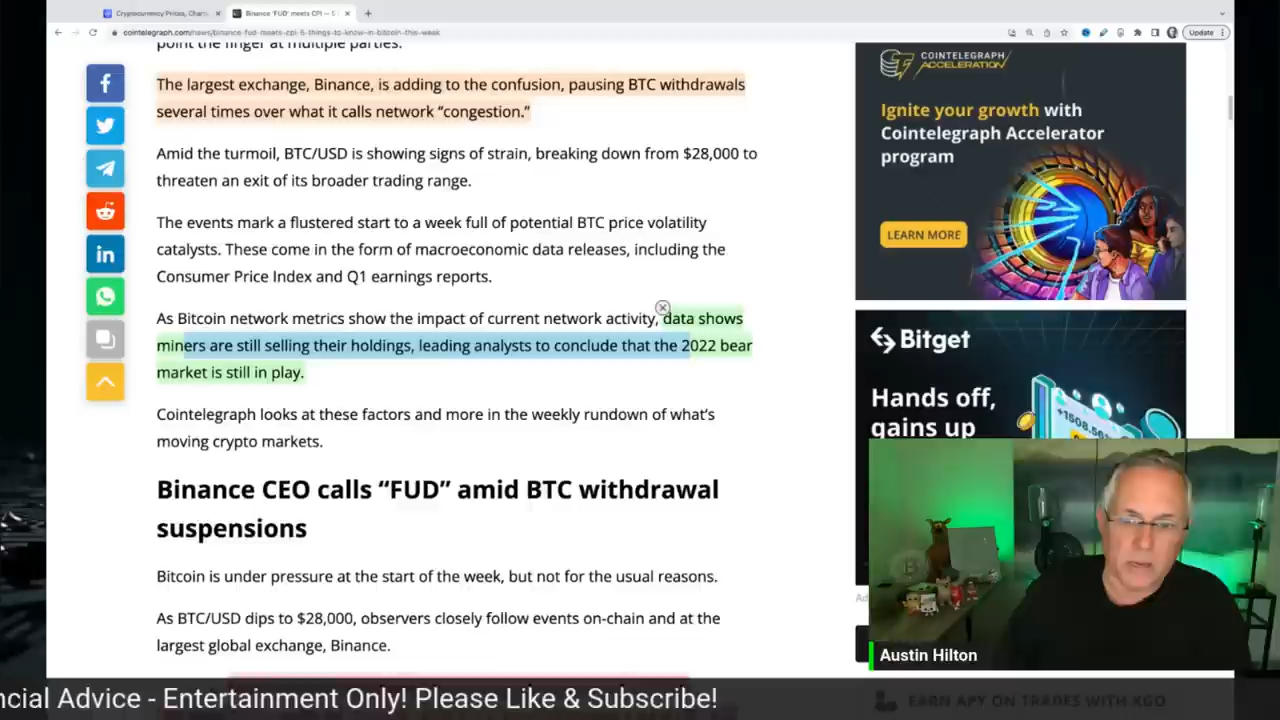 Cryptocurrency Prices, Charts
Binance 'FUD' meets CPI — 5
cointelegraph.com/news/binance-fud-meets-cpi-5-things-to-know-in-bitcoin-this-week
Update
point the finger at multiple parties.
The largest exchange, Binance, is adding to the confusion, pausing BTC withdrawals
several times over what it calls network “congestion.”
Amid the turmoil, BTC/USD is showing signs of strain, breaking down from $28,000 to
threaten an exit of its broader trading range.
The events mark a flustered start to a week full of potential BTC price volatility
catalysts. These come in the form of macroeconomic data releases, including the
Consumer Price Index and Q1 earnings reports.
As Bitcoin network metrics show the impact of current network activity, data shows
miners are still selling their holdings, leading analysts to conclude that the 2022 bear
market is still in play.
Cointelegraph looks at these factors and more in the weekly rundown of what’s
moving crypto markets.
Binance CEO calls “FUD” amid BTC withdrawal
suspensions
Bitcoin is under pressure at the start of the week, but not for the usual reasons.
As BTC/USD dips to $28,000, observers closely follow events on-chain and at the
largest global exchange, Binance.
COINTELEGRAPH
ACCELERATION
Ignite your growth with
Cointelegraph Accelerator
program
LEARN MORE
Bitget
Hands off,
gains up
Austin Hilton
EARN APY ON TRADES WITH XGO
ncial Advice - Entertainment Only! Please Like & Subscribe!